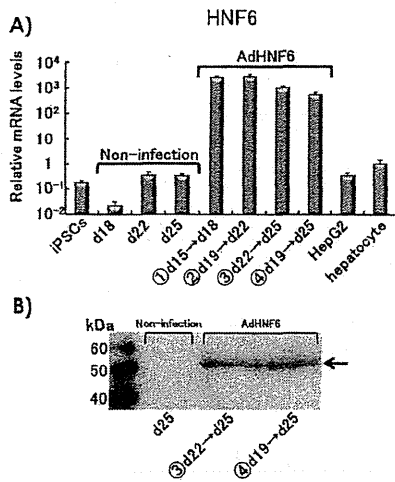 HNF6
A)
AdHNF6
Relative mRNA levels
10⁴
10³
1
10⁻¹
10⁻²
Non-infection
iPSCs
d18
d22
d25
①d15→d18
②d19→d22
③d22→d25
④d19→d25
HepG2
hepatocyte
B)
kDa
Non-infection
AdHNF6
60
50
40
d25
③d22→d25
④d19→d25